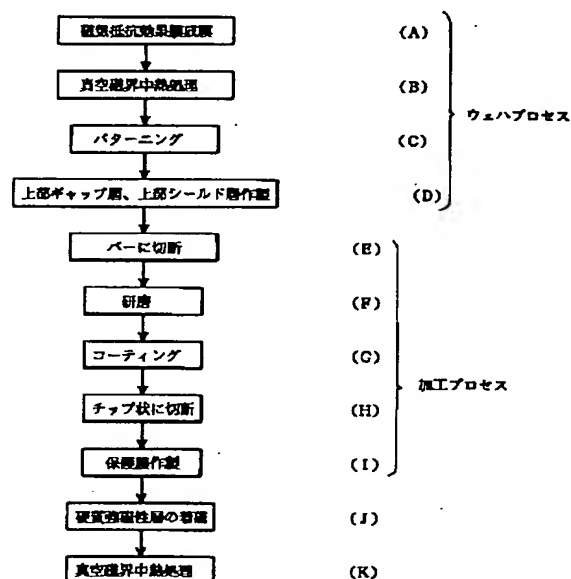 磁気抵抗効果膜成膜 (A)
真空磁界中熱処理 (B)
パターニング (C)
上部ギャップ層、上部シールド層作製 (D)
ウェハプロセス
バーに切断 (E)
研磨 (F)
コーティング (G)
チップ状に切断 (H)
保護膜作製 (I)
加工プロセス
硬質強磁性層の着磁 (J)
真空磁界中熱処理 (K)